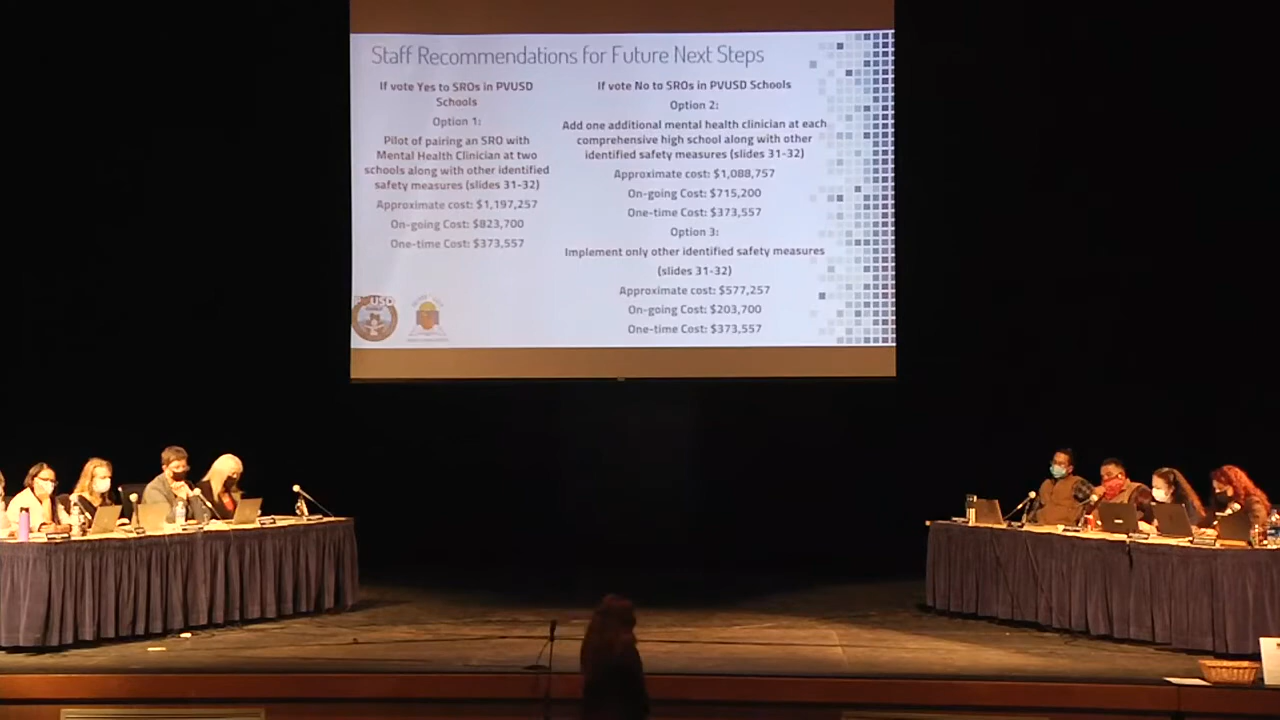 Staff Recommendations for Future Next Steps
If vote Yes to SROs in PVUSD
Schools
Option 1:
Pilot of pairing an SRO with
Mental Health Clinician at two
schools along with other identified
safety measures (slides 31-32)
Approximate cost: $1,197,257
On-going Cost: $823,700
One-time Cost: $373,557
If vote No to SROs in PVUSD Schools
Option 2:
Add one additional mental health clinician at each
comprehensive high school along with other
identified safety measures (slides 31-32)
Approximate cost: $1,088,757
On-going Cost: $715,200
One-time Cost: $373,557
Option 3:
Implement only other identified safety measures
(slides 31-32)
Approximate cost: $577,257
On-going Cost: $203,700
One-time Cost: $373,557